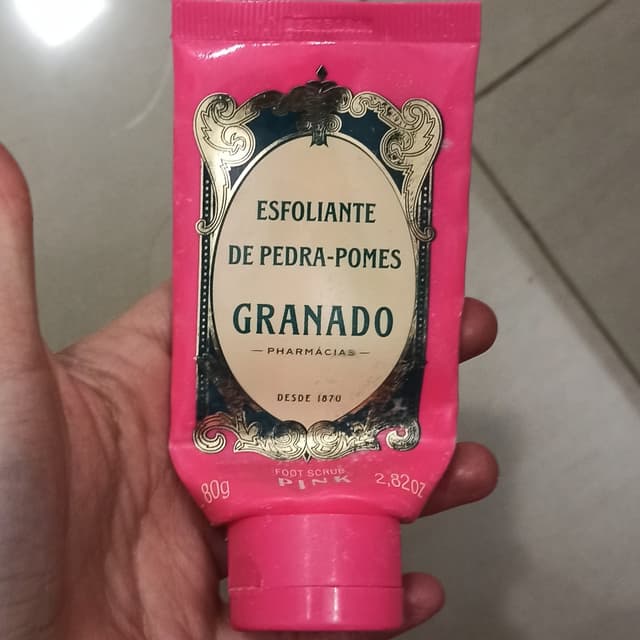 ESFOLIANTE
DE PEDRA-POMES
GRANADO
PHARMÁCIAS
DESDE 1870
FOOT SCRUB
PINK
80g
2,82OZ